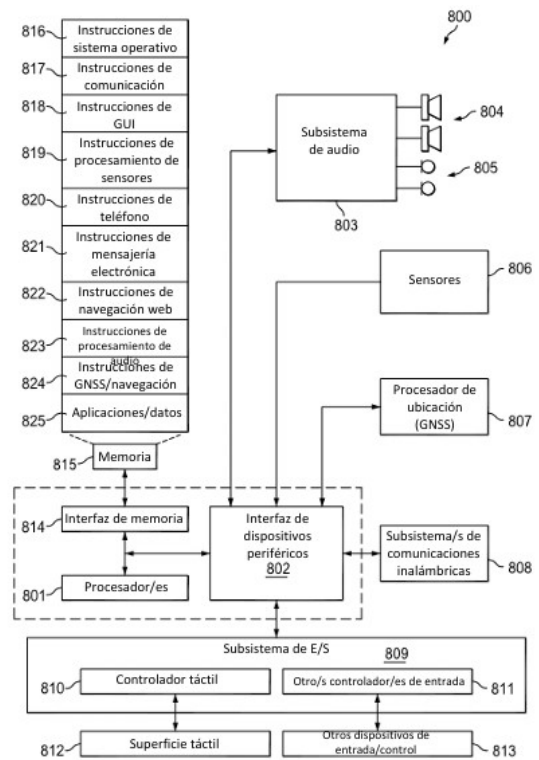 800
816
Instrucciones de
sistema operativo
817
Instrucciones de
comunicación
818
Instrucciones de
GUI
819
Instrucciones de
procesamiento de
sensores
820
Instrucciones de
teléfono
821
Instrucciones de
mensajería
electrónica
822
Instrucciones de
navegación web
823
Instrucciones de
procesamiento de
audio
824
Instrucciones de
GNSS/navegación
825
Aplicaciones/datos
815
Memoria
814
Interfaz de memoria
801
Procesador/es
Subsistema
de audio
803
804
805
Sensores
806
Procesador de
ubicación
(GNSS)
807
Interfaz de
dispositivos
periféricos
802
Subsistema/s de
comunicaciones
inalámbricas
808
Subsistema de E/S
809
810
Controlador táctil
Otro/s controlador/es de entrada
811
812
Superficie táctil
Otros dispositivos de
entrada/control
813